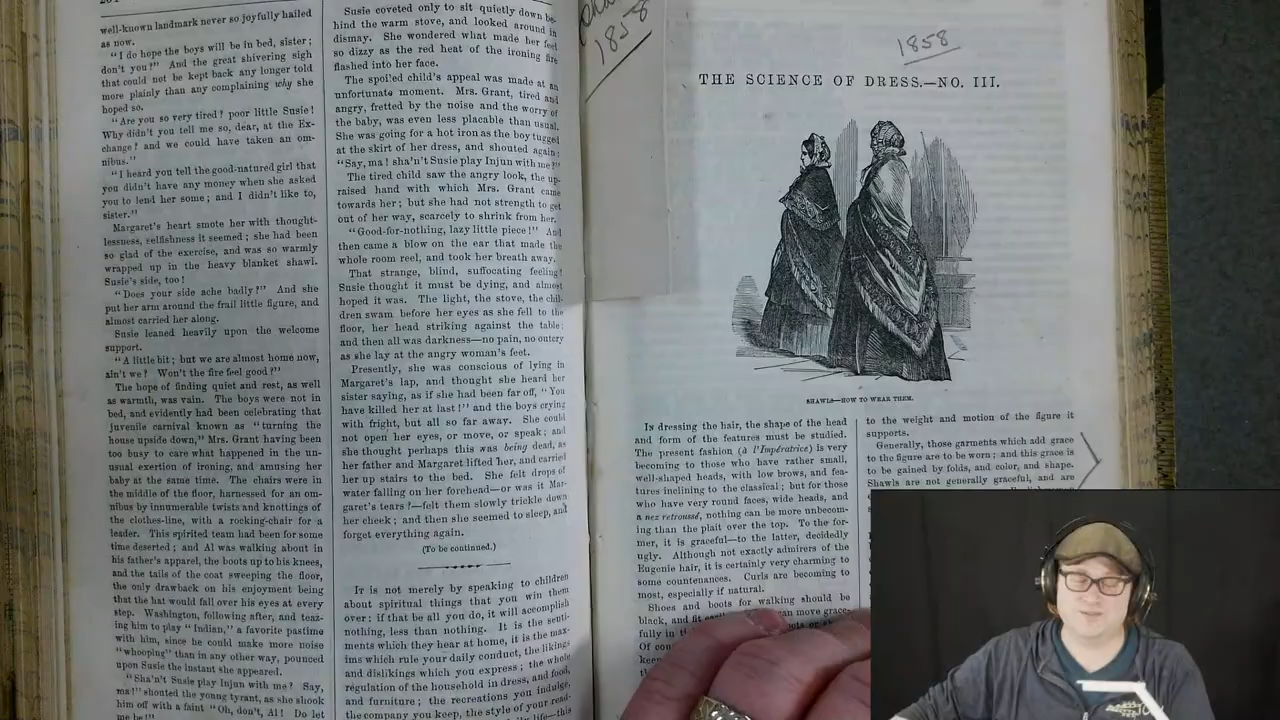 well-known landmark never so joyfully hailed
as now.
"I do hope the boys will be in bed, sister;
don't you?" And the great shivering sigh
that could not be kept back any longer told
more plainly than any complaining why she
hoped so.
"Are you so very tired? poor little Susie!
Why didn't you tell me so, dear, at the Ex-
change? and we could have taken an om-
nibus."
"I heard you tell the good-natured girl that
you didn't have any money when she asked
you to lend her some; and I didn't like to,
sister."
Margaret's heart smote her with thought-
lessness, selfishness it seemed; she had been
so glad of the exercise, and was so warmly
wrapped up in the heavy blanket shawl.
Susie's side, too!
"Does your side ache badly?" And she
put her arm around the frail little figure, and
almost carried her along.
Susie leaned heavily upon the welcome
support.
"A little bit; but we are almost home now,
ain't we? Won't the fire feel good?"
The hope of finding quiet and rest, as well
as warmth, was vain. The boys were not in
bed, and evidently had been celebrating that
juvenile carnival known as "turning the
house upside down," Mrs. Grant having been
too busy to care what happened in the un-
usual exertion of ironing, and amusing her
baby at the same time. The chairs were in
the middle of the floor, harnessed for an om-
nibus by innumerable twists and knottings of
the clothes-line, with a rocking-chair for a
leader. This spirited team had been for some
time deserted; and Al was walking about in
his father's apparel, the boots up to his knees,
and the tails of the coat sweeping the floor,
the only drawback on his enjoyment being
that the hat would fall over his eyes at every
step. Washington, following after, and teaz-
ing him to play "Indian," a favorite pastime
with him, since he could make more noise
"whooping" than in any other way, pounced
upon Susie the instant she appeared.
"Sha'n't Susie play Injun with me? Say,
ma!" shouted the young tyrant, as she shook
him off with a faint "Oh, don't, Al! Do let
me be!"
Susie coveted only to sit quietly down be-
hind the warm stove, and looked around in
dismay. She wondered what made her feel
so dizzy as the red heat of the ironing fire
flashed into her face.
The spoiled child's appeal was made at an
unfortunate moment. Mrs. Grant, tired and
angry, fretted by the noise and the worry of
the baby, was even less placable than usual.
She was going for a hot iron as the boy tugged
at the skirt of her dress, and shouted again:
"Say, ma! sha'n't Susie play Injun with me?"
The tired child saw the angry look, the up-
raised hand with which Mrs. Grant came
towards her; but she had not strength to get
out of her way, scarcely to shrink from her.
"Good-for-nothing, lazy little piece!" And
then came a blow on the ear that made the
whole room reel, and took her breath away.
That strange, blind, suffocating feeling!
Susie thought it must be dying, and almost
hoped it was. The light, the stove, the chil-
dren swam before her eyes as she fell to the
floor, her head striking against the table;
and then all was darkness—no pain, no outcry
as she lay at the angry woman's feet.
Presently, she was conscious of lying in
Margaret's lap, and thought she heard her
sister saying, as if she had been far off, "You
have killed her at last!" and the boys crying
with fright, but all so far away. She could
not open her eyes, or move, or speak; and
she thought perhaps this was being dead, as
her father and Margaret lifted her, and carried
her up stairs to the bed. She felt drops of
water falling on her forehead—or was it Mar-
garet's tears?—felt them slowly trickle down
her cheek; and then she seemed to sleep, and
forget everything again.
(To be continued.)
It is not merely by speaking to children
about spiritual things that you win them
over: if that be all you do, it will accomplish
nothing, less than nothing. It is the senti-
ments which they hear at home, it is the max-
ims which rule your daily conduct, the likings
and dislikings which you express; the whole
regulation of the household in dress, and food,
and furniture; the recreations you indulge,
the company you keep, the style of your read-
life—this
1858
1858
THE SCIENCE OF DRESS.—NO. III.
SHAWLS—HOW TO WEAR THEM.
In dressing the hair, the shape of the head
and form of the features must be studied.
The present fashion (à l'Impératrice) is very
becoming to those who have rather small,
well-shaped heads, with low brows, and fea-
tures inclining to the classical; but for those
who have very round faces, wide heads, and
a nez retroussé, nothing can be more unbecom-
ing than the plait over the top. To the for-
mer, it is graceful—to the latter, decidedly
ugly. Although not exactly admirers of the
Eugenie hair, it is certainly very charming to
some countenances. Curls are becoming to
most, especially if natural.
Shoes and boots for walking should be
black, and fit can move grace-
fully in boots or
Of cou
keep
to the weight and motion of the figure it
supports.
Generally, those garments which add grace
to the figure are to be worn; and this grace is
to be gained by folds, and color, and shape.
Shawls are not generally graceful, and are